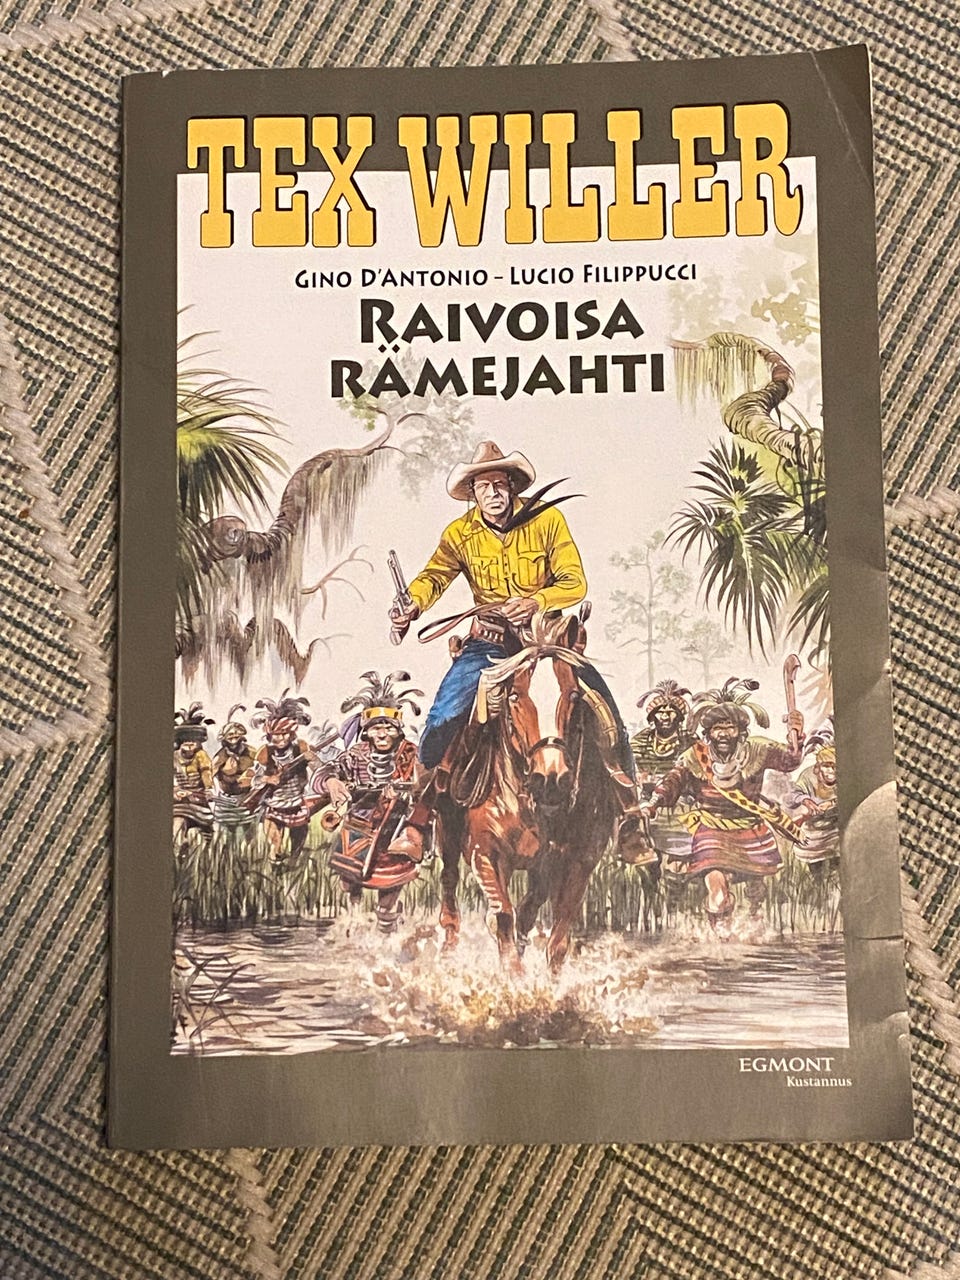 TEX WILLER
GINO D'ANTONIO – LUCIO FILIPPUCCI
RAIVOISA
RÄMEJAHTI
EGMONT
Kustannus